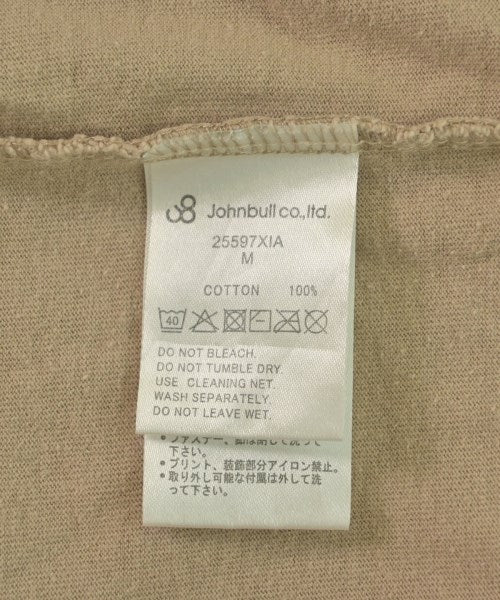 Johnbull co.,ltd.
25597XIA
M
COTTON 100%
40
DO NOT BLEACH.
DO NOT TUMBLE DRY.
USE CLEANING NET.
WASH SEPARATELY.
DO NOT LEAVE WET.
下さい。
• プリント、装飾部分アイロン禁止。
• 取り外し可能な付属は外して洗
って下さい。